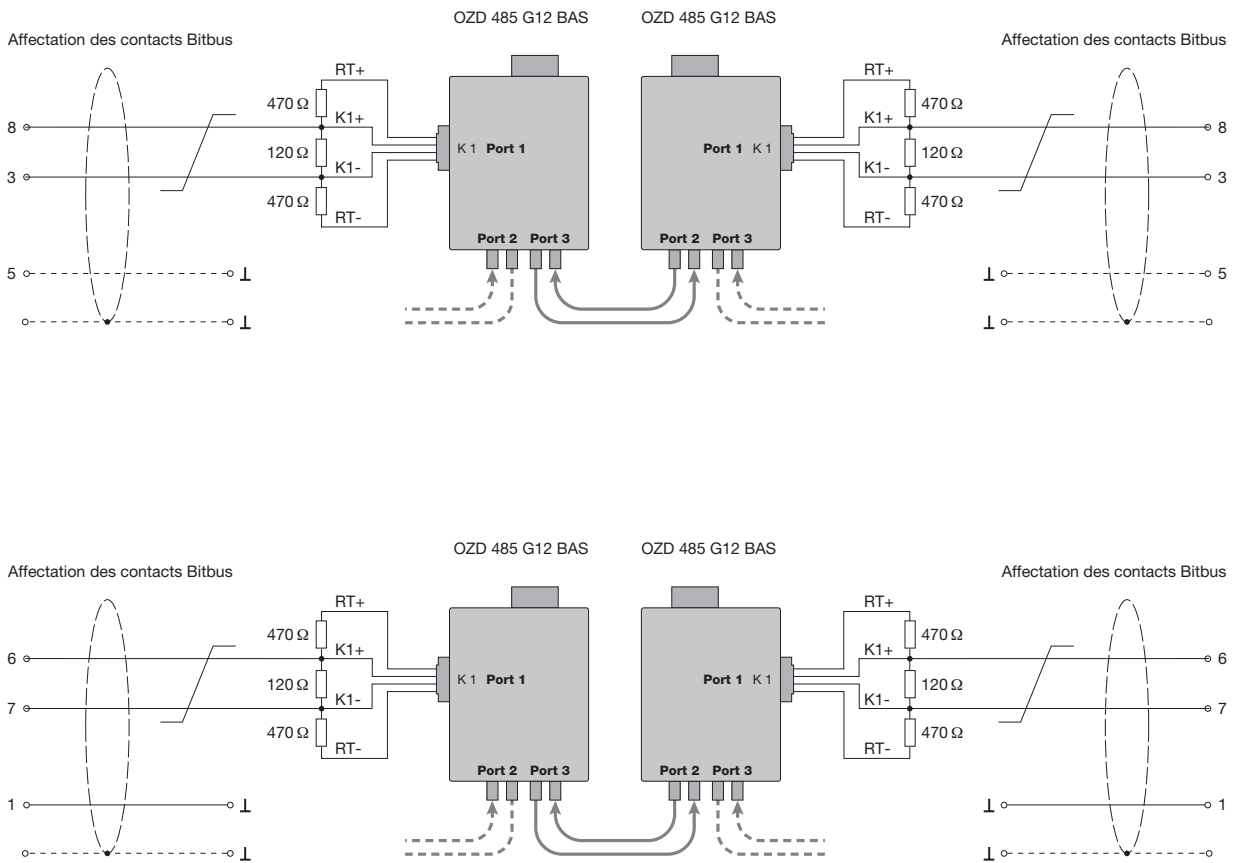 OZD 485 G12 BAS
OZD 485 G12 BAS
Affectation des contacts Bitbus
Affectation des contacts Bitbus
RT+
RT+
470 Ω
470 Ω
K1+
K1+
8
8
120 Ω
K 1 Port 1
Port 1 K 1
120 Ω
K1-
K1-
3
3
470 Ω
470 Ω
RT-
RT-
Port 2 Port 3
Port 2 Port 3
5
5
OZD 485 G12 BAS
OZD 485 G12 BAS
Affectation des contacts Bitbus
Affectation des contacts Bitbus
RT+
RT+
470 Ω
470 Ω
K1+
K1+
6
6
120 Ω
K 1 Port 1
Port 1 K 1
120 Ω
K1-
K1-
7
7
470 Ω
470 Ω
RT-
RT-
Port 2 Port 3
Port 2 Port 3
1
1